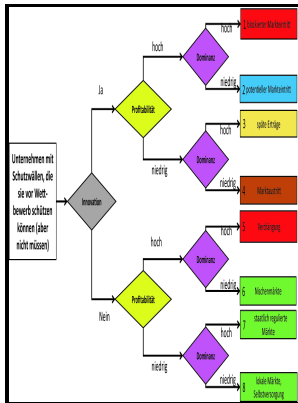 Unternehmen mit
Schutzwällen, die
sie vor Wett-
bewerb schützen
können (aber
nicht müssen)
Innovation
Ja
Nein
Profitabilität
hoch
niedrig
Profitabilität
hoch
niedrig
Dominanz
hoch
niedrig
Dominanz
hoch
niedrig
Dominanz
hoch
niedrig
Dominanz
hoch
niedrig
1 blockierter Markteintritt
2 potentieller Markteintritt
3 späte Erträge
4 Marktaustritt
5 Verdrängung
6 Nischenmärkte
7 staatlich regulierte
Märkte
8 lokale Märkte,
Selbstversorgung